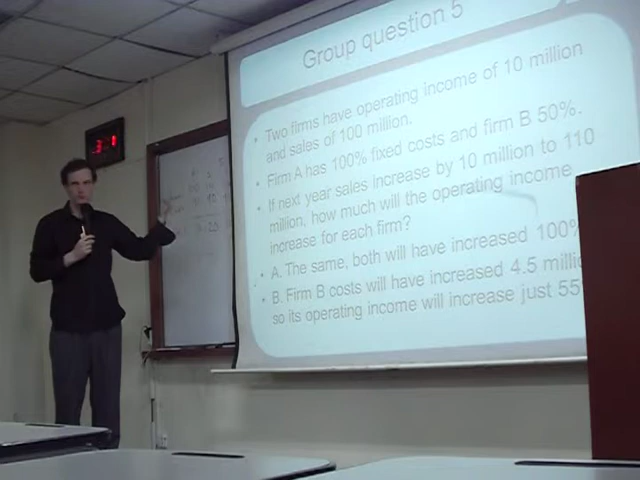 Group question 5
• Two firms have operating income of 10 million
and sales of 100 million.
• Firm A has 100% fixed costs and firm B 50%.
• If next year sales increase by 10 million to 110
million, how much will the operating income
increase for each firm?
• A. The same, both will have increased 100%
• B. Firm B costs will have increased 4.5 millic
so its operating income will increase just 55